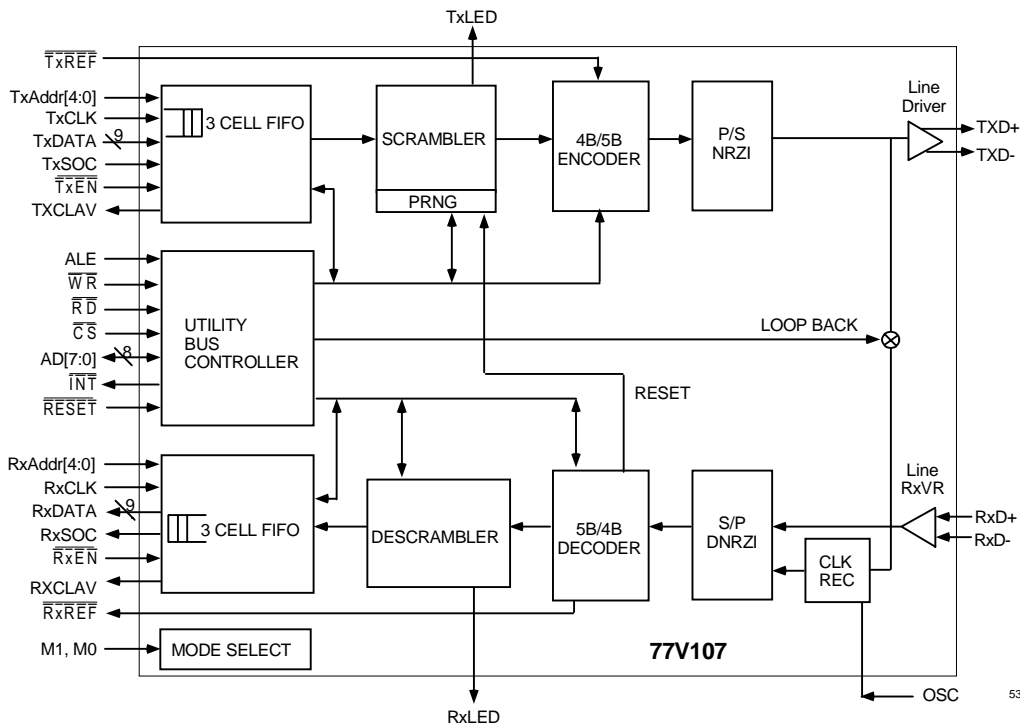 TxLED
TxREF
TxAddr[4:0]
TxCLK
TxDATA
9
TxSOC
TxEN
TXCLAV
3 CELL FIFO
SCRAMBLER
PRNG
4B/5B
ENCODER
P/S
NRZI
Line
Driver
TXD+
TXD-
ALE
WR
RD
CS
AD[7:0]
8
INT
RESET
UTILITY
BUS
CONTROLLER
LOOP BACK
RESET
RxAddr[4:0]
RxCLK
RxDATA
9
RxSOC
RxEN
RXCLAV
RxREF
3 CELL FIFO
DESCRAMBLER
5B/4B
DECODER
S/P
DNRZI
Line
RxVR
RxD+
RxD-
CLK
REC
M1, M0
MODE SELECT
77V107
OSC
53
RxLED